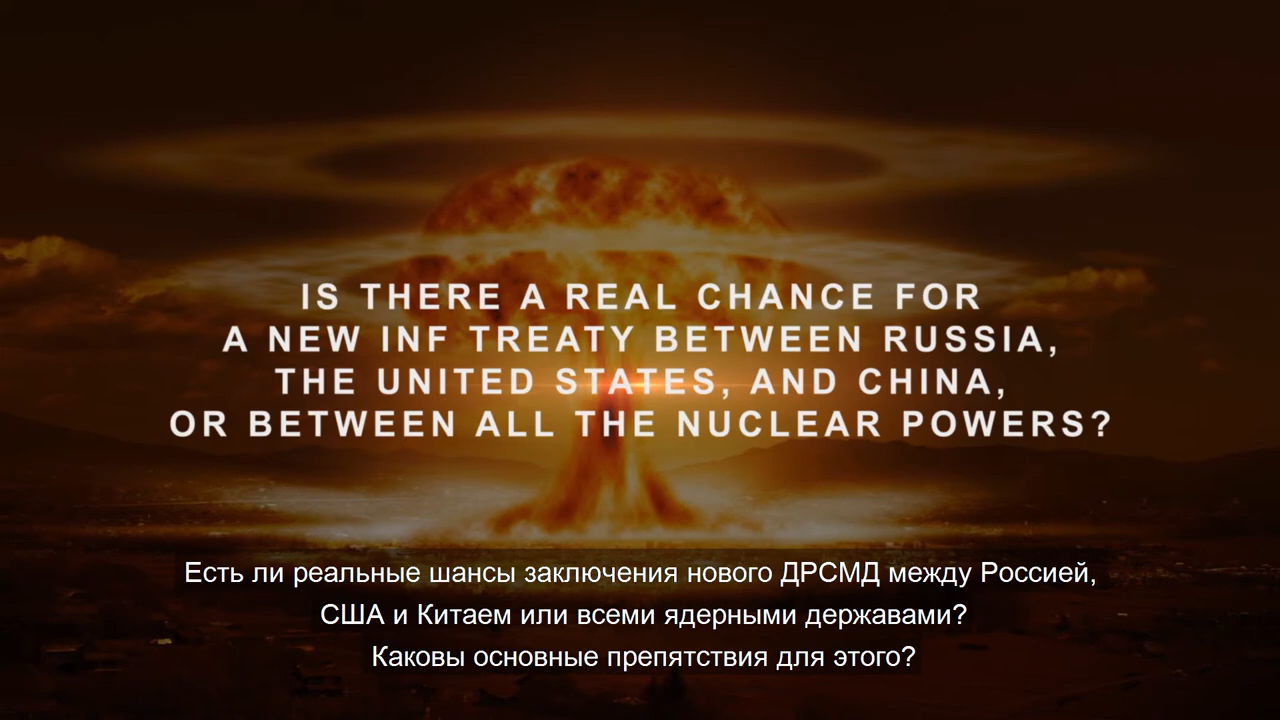 IS THERE A REAL CHANCE FOR
A NEW INF TREATY BETWEEN RUSSIA,
THE UNITED STATES, AND CHINA,
OR BETWEEN ALL THE NUCLEAR POWERS?
Есть ли реальные шансы заключения нового ДРСМД между Россией,
США и Китаем или всеми ядерными державами?
Каковы основные препятствия для этого?